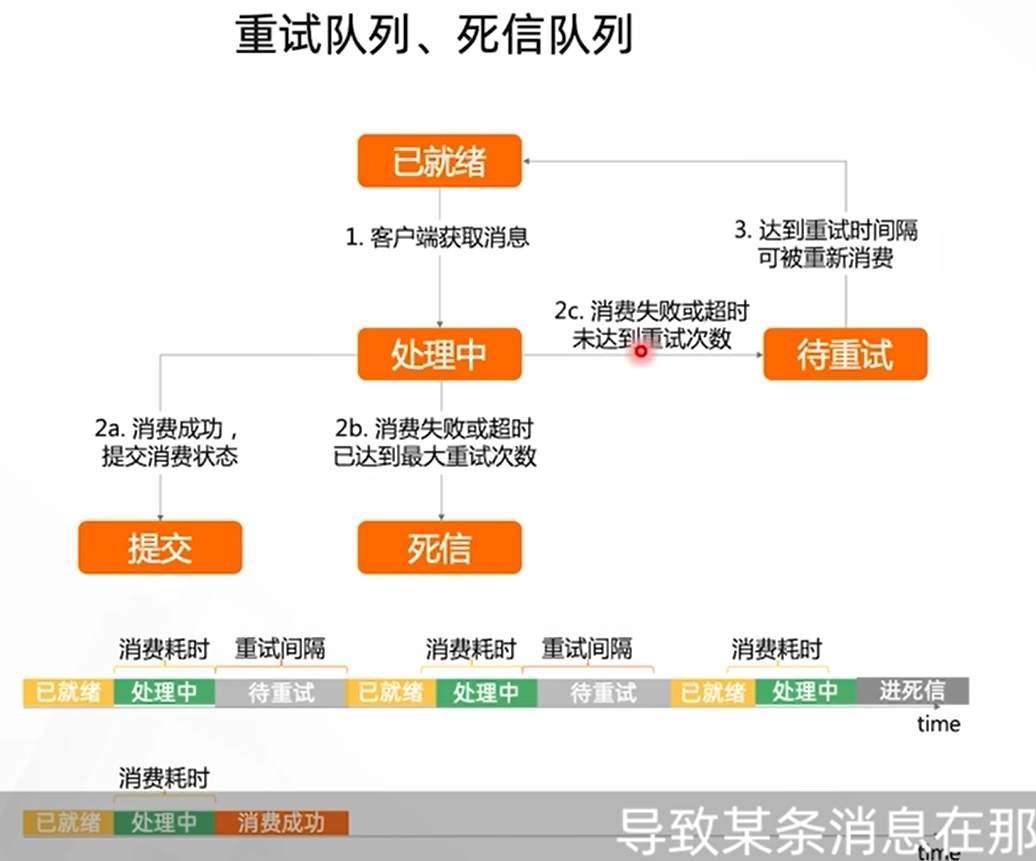 重试队列、死信队列
已就绪
1. 客户端获取消息
3. 达到重试时间隔
可被重新消费
2c. 消费失败或超时
未达到重试次数
处理中
待重试
2a. 消费成功，
提交消费状态
2b. 消费失败或超时
已达到最大重试次数
提交
死信
消费耗时 重试间隔 消费耗时 重试间隔 消费耗时
已就绪 处理中 待重试 已就绪 处理中 待重试 已就绪 处理中 进死信
time
消费耗时
已就绪 处理中 消费成功
导致某条消息在那
time